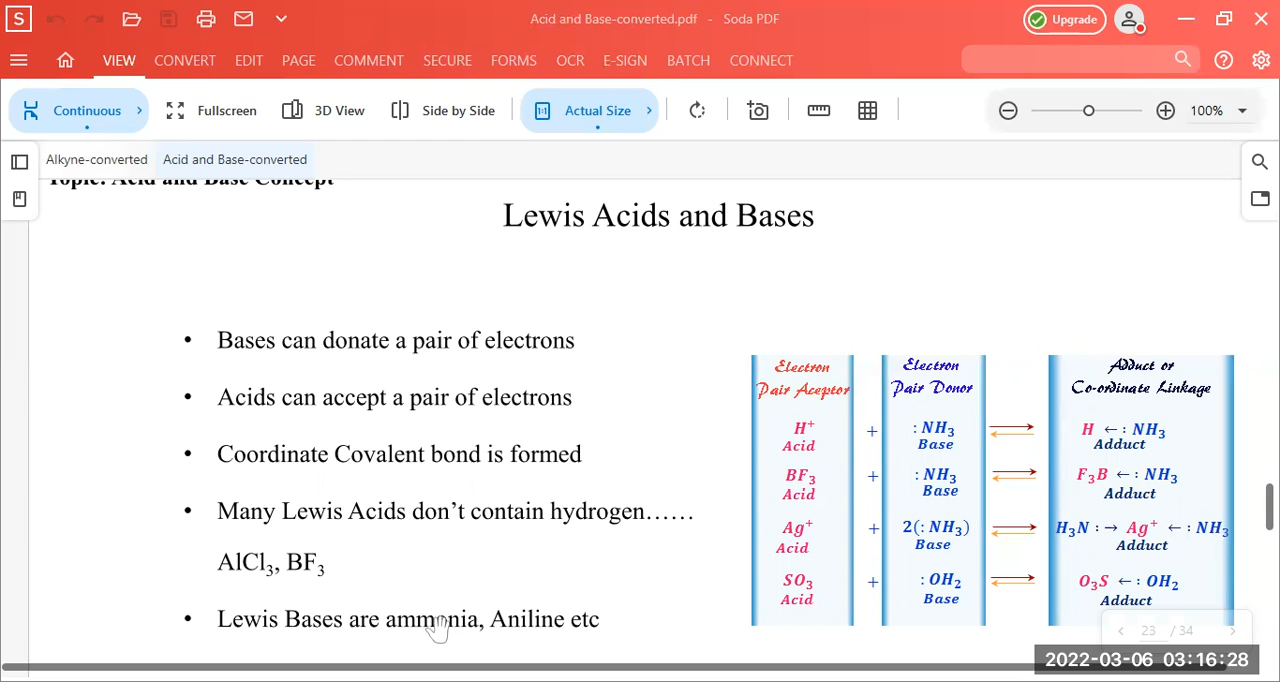 S
Acid and Base-converted.pdf - Soda PDF
Upgrade
VIEW CONVERT EDIT PAGE COMMENT SECURE FORMS OCR E-SIGN BATCH CONNECT
Continuous Fullscreen 3D View Side by Side Actual Size 100%
Alkyne-converted Acid and Base-converted
Topic: Acid and Base Concept
Lewis Acids and Bases
• Bases can donate a pair of electrons
• Acids can accept a pair of electrons
• Coordinate Covalent bond is formed
• Many Lewis Acids don’t contain hydrogen……
AlCl₃, BF₃
• Lewis Bases are ammonia, Aniline etc
Electron Electron Adduct or
Pair Aceptor Pair Donor Co-ordinate Linkage
H⁺ + :NH₃ ⇌ H ←:NH₃
Acid Base Adduct
BF₃ + :NH₃ ⇌ F₃B ←:NH₃
Acid Base Adduct
Ag⁺ + 2(:NH₃) ⇌ H₃N:→ Ag⁺ ←:NH₃
Acid Base Adduct
SO₃ + :OH₂ ⇌ O₃S ←:OH₂
Acid Base Adduct
23 / 34
2022-03-06 03:16:28